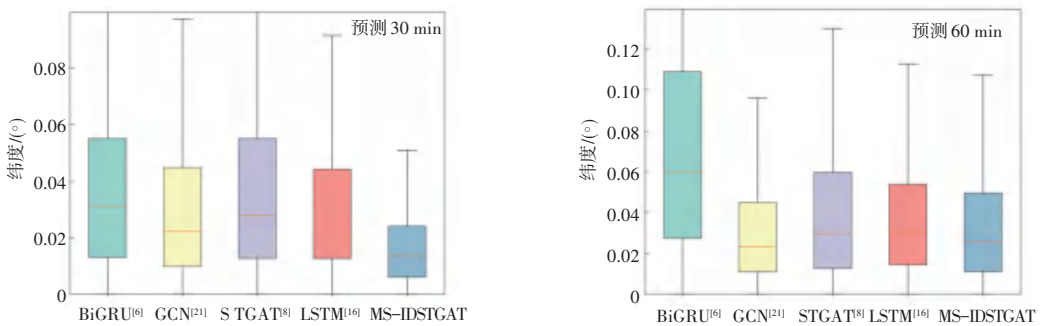 预测 30 min
0.08
0.06
0.04
0.02
0
纬度/(°)
BiGRU[6] GCN[21] S TGAT[8] LSTM[16] MS-IDSTGAT
预测 60 min
0.12
0.10
0.08
0.06
0.04
0.02
0
纬度/(°)
BiGRU[6] GCN[21] STGAT[8] LSTM[16] MS-IDSTGAT